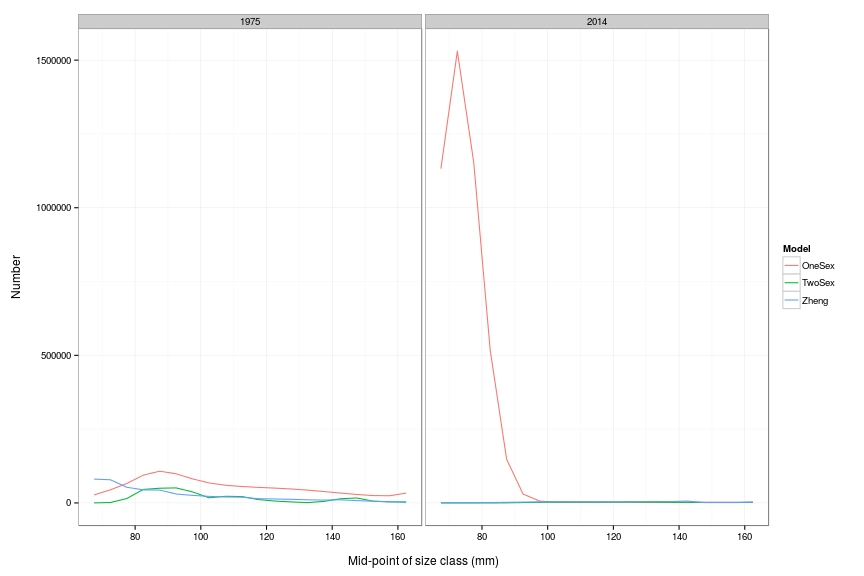 1975
2014
1500000
1000000
500000
0
Number
80
100
120
140
160
80
100
120
140
160
Mid-point of size class (mm)
Model
OneSex
TwoSex
Zheng